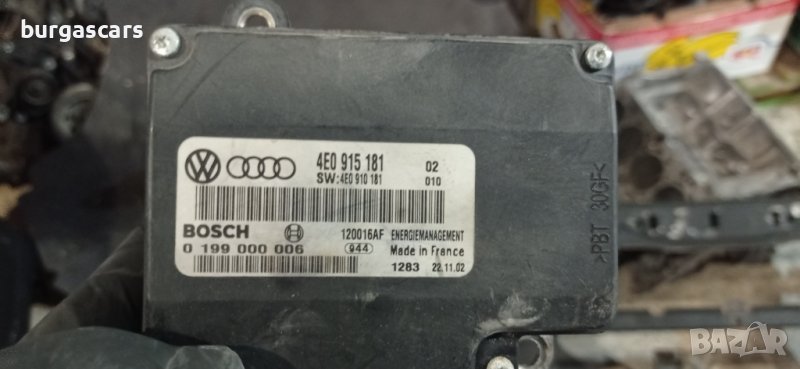 burgascars
4E0 915 181 02
SW:4E0 910 181 010
BOSCH 120016AF ENERGIEMANAGEMENT
0 199 000 006 944 Made in France
1283 22.11.02
>PBT 30GF<
BAZAR